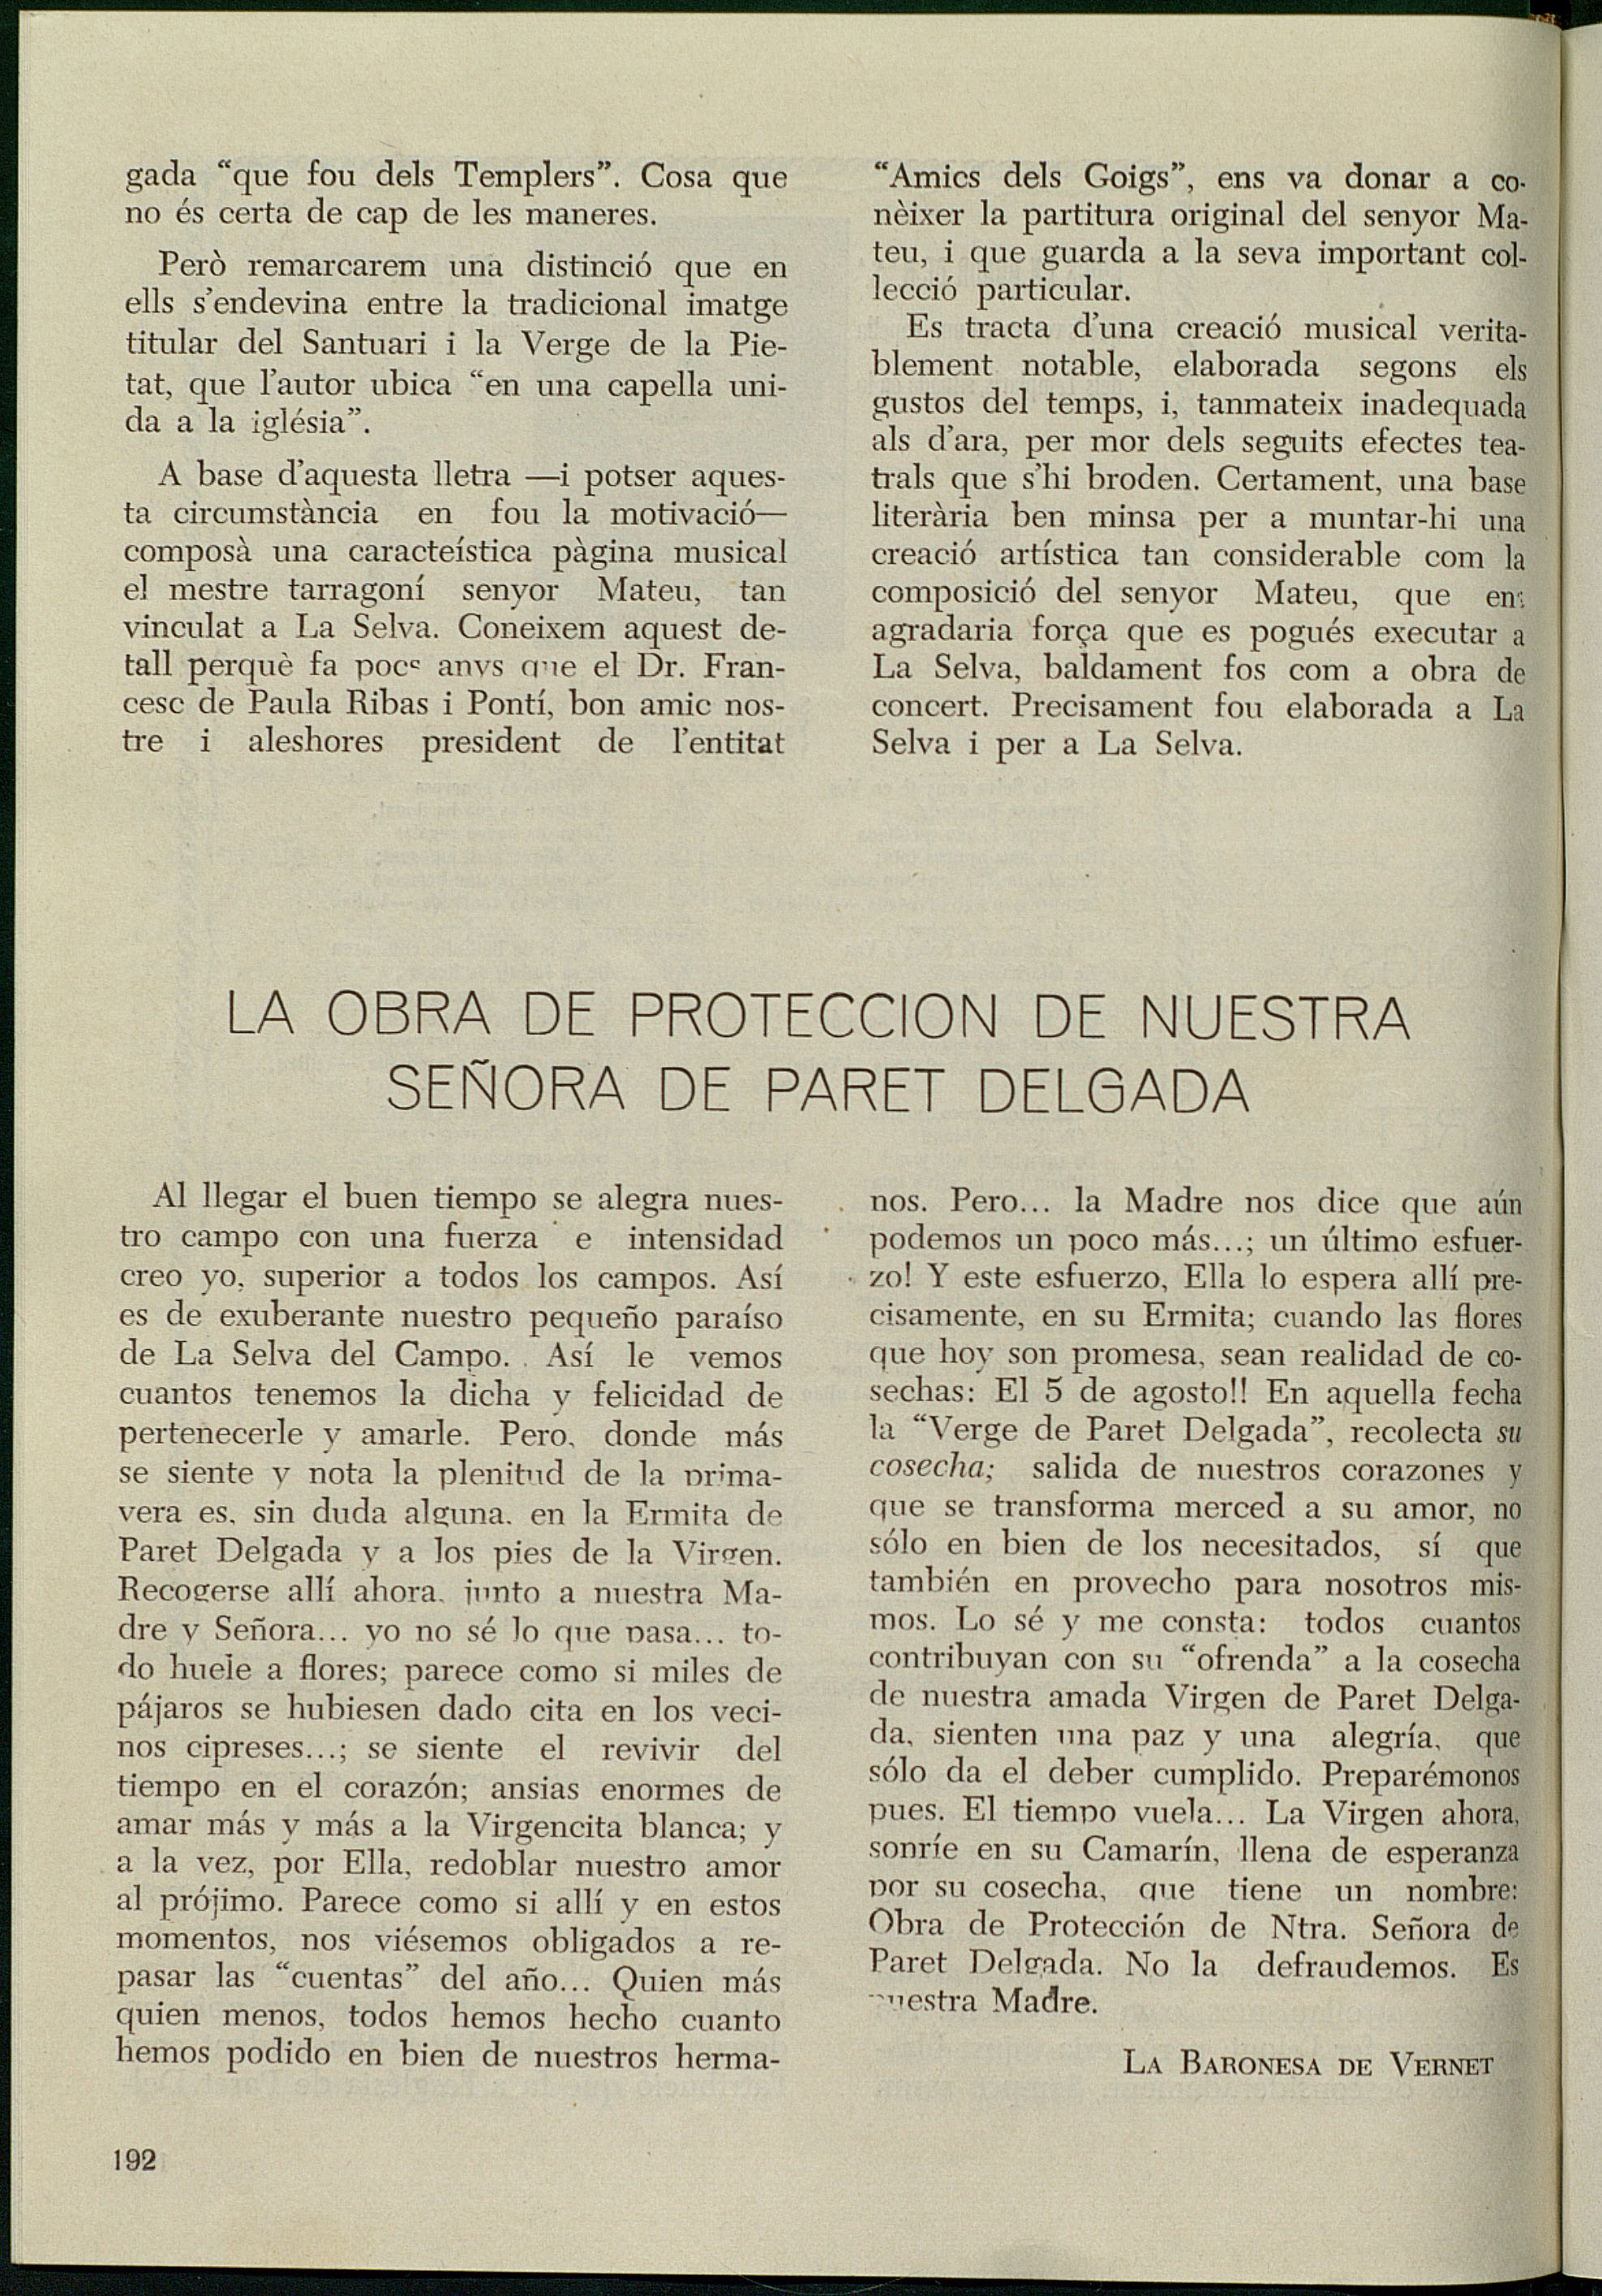 gada “que fou dels Templers”. Cosa que
no és certa de cap de les maneres.
Però remarcarem una distinció que en
ells s’endevina entre la tradicional imatge
titular del Santuari i la Verge de la Pie-
tat, que l’autor ubica “en una capella uni-
da a la iglésia”.
A base d’aquesta lletra —i potser aques-
ta circumstància en fou la motivació—
composà una caracteística pàgina musical
el mestre tarragoní senyor Mateu, tan
vinculat a La Selva. Coneixem aquest de-
tall perquè fa pocs anys que el Dr. Fran-
cesc de Paula Ribas i Pontí, bon amic nos-
tre i aleshores president de l’entitat
“Amics dels Goigs”, ens va donar a co-
nèixer la partitura original del senyor Ma-
teu, i que guarda a la seva important col-
lecció particular.
Es tracta d’una creació musical verita-
blement notable, elaborada segons els
gustos del temps, i, tanmateix inadequada
als d’ara, per mor dels seguits efectes tea-
trals que s’hi broden. Certament, una base
literària ben minsa per a muntar-hi una
creació artística tan considerable com la
composició del senyor Mateu, que ens
agradaria força que es pogués executar a
La Selva, baldament fos com a obra de
concert. Precisament fou elaborada a La
Selva i per a La Selva.
LA OBRA DE PROTECCION DE NUESTRA
SEÑORA DE PARET DELGADA
Al llegar el buen tiempo se alegra nues-
tro campo con una fuerza e intensidad
creo yo, superior a todos los campos. Así
es de exuberante nuestro pequeño paraíso
de La Selva del Campo. Así le vemos
cuantos tenemos la dicha y felicidad de
pertenecerle y amarle. Pero, donde más
se siente y nota la plenitud de la prima-
vera es, sin duda alguna, en la Ermita de
Paret Delgada y a los pies de la Virgen.
Recogerse allí ahora, junto a nuestra Ma-
dre y Señora... yo no sé lo que pasa... to-
do huele a flores; parece como si miles de
pájaros se hubiesen dado cita en los veci-
nos cipreses...; se siente el revivir del
tiempo en el corazón; ansias enormes de
amar más y más a la Virgencita blanca; y
a la vez, por Ella, redoblar nuestro amor
al prójimo. Parece como si allí y en estos
momentos, nos viésemos obligados a re-
pasar las “cuentas” del año... Quien más
quien menos, todos hemos hecho cuanto
hemos podido en bien de nuestros herma-
nos. Pero... la Madre nos dice que aún
podemos un poco más...; un último esfuer-
zo! Y este esfuerzo, Ella lo espera allí pre-
cisamente, en su Ermita; cuando las flores
que hoy son promesa, sean realidad de co-
sechas: El 5 de agosto!! En aquella fecha
la “Verge de Paret Delgada”, recolecta su
cosecha; salida de nuestros corazones y
que se transforma merced a su amor, no
sólo en bien de los necesitados, sí que
también en provecho para nosotros mis-
mos. Lo sé y me consta: todos cuantos
contribuyan con su “ofrenda” a la cosecha
de nuestra amada Virgen de Paret Delga-
da, sienten una paz y una alegría, que
sólo da el deber cumplido. Preparémonos
pues. El tiempo vuela... La Virgen ahora,
sonríe en su Camarín, llena de esperanza
por su cosecha, que tiene un nombre:
Obra de Protección de Ntra. Señora de
Paret Delgada. No la defraudemos. Es
nuestra Madre.
LA BARONESA DE VERNET
192